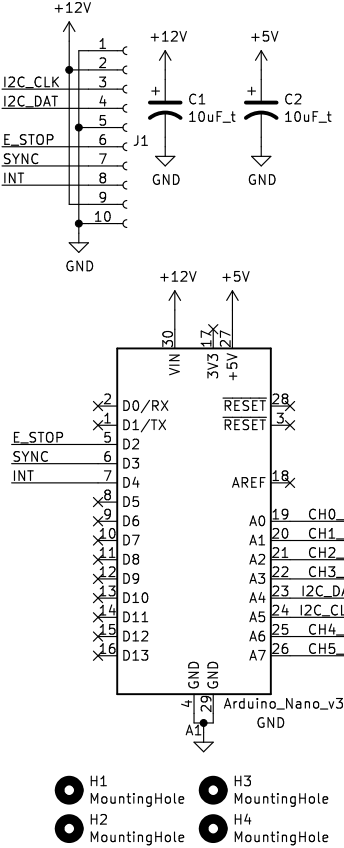 +12V
1
2
I2C_CLK 3
I2C_DAT 4
5
E_STOP 6
J1
SYNC 7
INT 8
9
10
GND
+12V
+
C1
10uF_t
GND
+5V
+
C2
10uF_t
GND
+12V
+5V
30
17
27
VIN
3V3
+5V
2 D0/RX
1 D1/TX
E_STOP 5 D2
SYNC 6 D3
INT 7 D4
8 D5
9 D6
10 D7
11 D8
12 D9
13 D10
14 D11
15 D12
16 D13
RESET 28
RESET 3
AREF 18
A0 19 CH0_
A1 20 CH1_
A2 21 CH2_
A3 22 CH3_
A4 23 I2C_DA
A5 24 I2C_CL
A6 25 CH4_
A7 26 CH5_
GND
GND
4
29
Arduino_Nano_v3
A1
GND
H1
MountingHole
H2
MountingHole
H3
MountingHole
H4
MountingHole